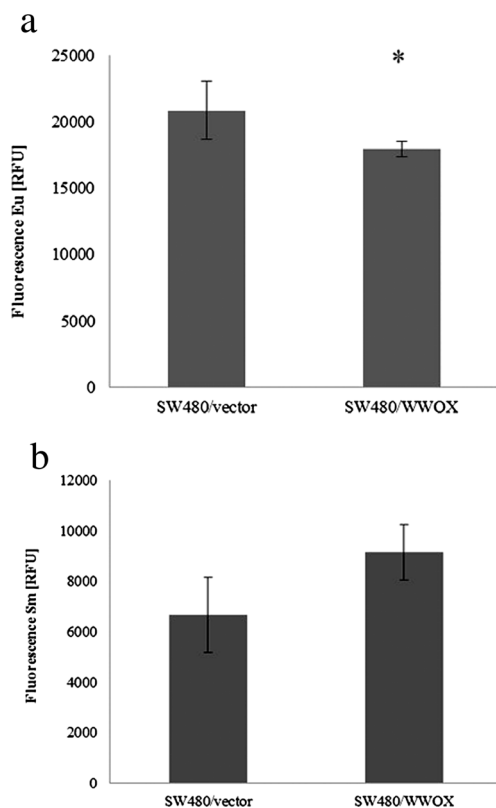 a
25000
*
20000
15000
10000
5000
0
Fluorescence Eu [RFU]
SW480/vector SW480/WWOX
b
12000
10000
8000
6000
4000
2000
0
Fluorescence Sm [RFU]
SW480/vector SW480/WWOX